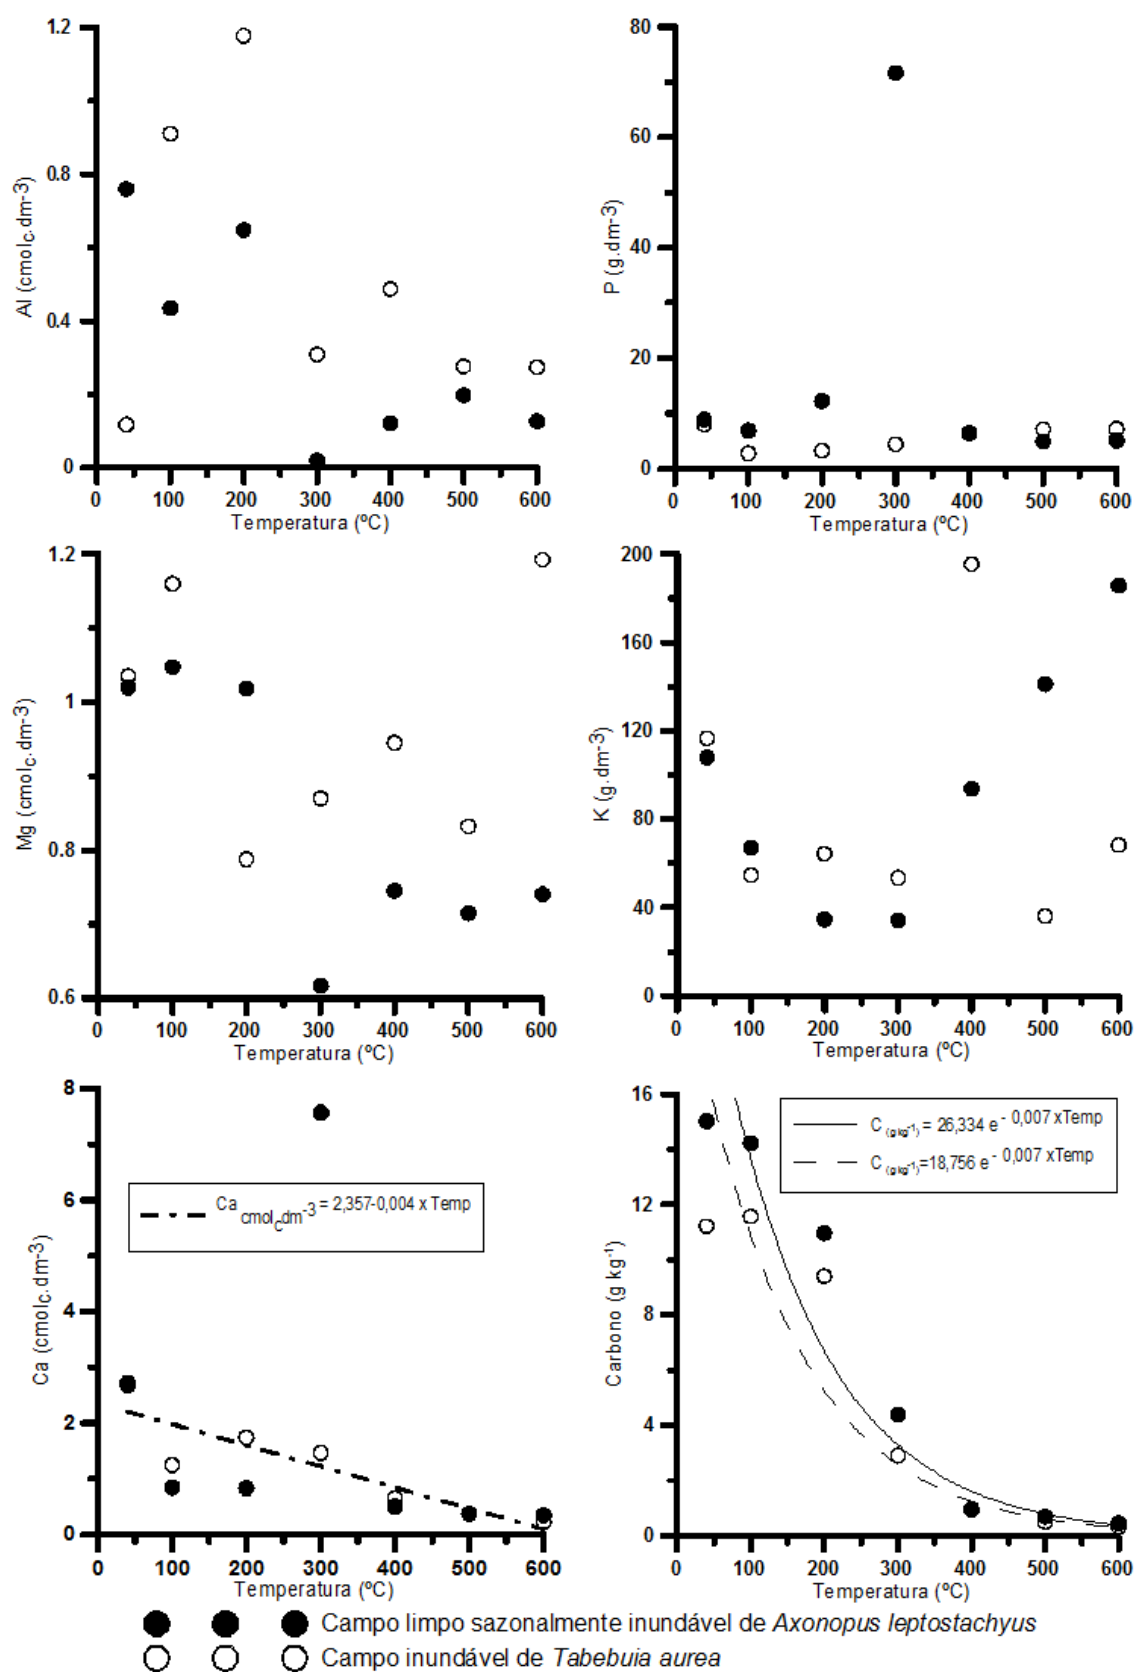 1.2
0.8
0.4
0
Al (cmolc.dm-3)
0 100 200 300 400 500 600
Temperatura (ºC)
80
60
40
20
0
P (g.dm-3)
0 100 200 300 400 500 600
Temperatura (ºC)
1.2
1
0.8
0.6
Mg (cmolc.dm-3)
0 100 200 300 400 500 600
Temperatura (ºC)
200
160
120
80
40
0
K (g.dm-3)
0 100 200 300 400 500 600
Temperatura (ºC)
8
6
4
2
0
Ca (cmolc.dm-3)
Ca cmolcdm-3 = 2,357-0,004 x Temp
0 100 200 300 400 500 600
Temperatura (ºC)
16
12
8
4
0
Carbono (g kg-1)
C (g kg-1) = 26,334 e - 0,007 xTemp
C (g kg-1)=18,756 e - 0,007 xTemp
0 100 200 300 400 500 600
Temperatura (ºC)
Campo limpo sazonalmente inundável de Axonopus leptostachyus
Campo inundável de Tabebuia aurea